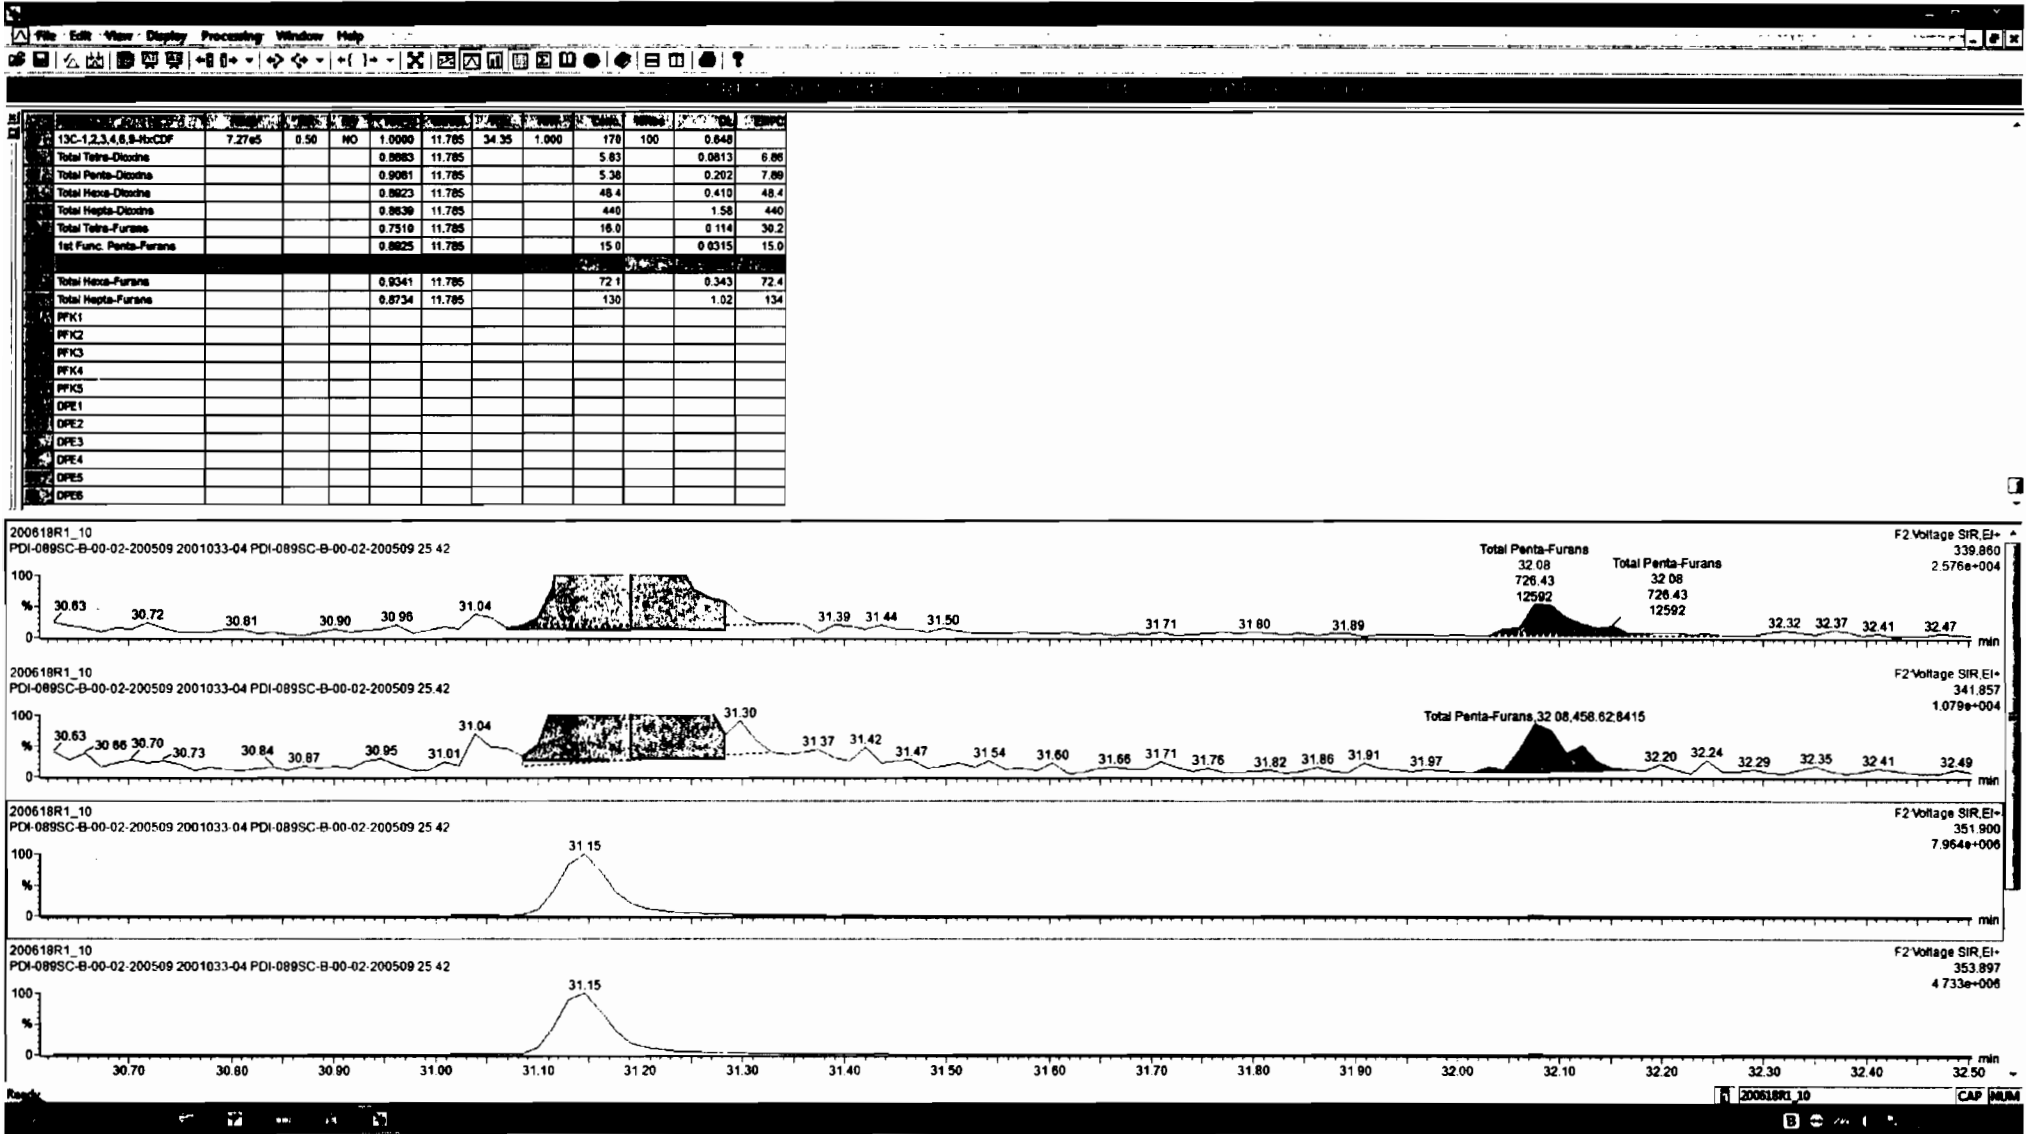 File Edit View Display Processing Window Help
13C-1,2,3,4,6,9-HxCDF 7.27e5 0.50 NO 1.0000 11.785 34.35 1.000 170 100 0.648
Total Tetra-Dioxins 0.8883 11.785 5.83 0.0813 6.86
Total Penta-Dioxins 0.9081 11.785 5.38 0.202 7.89
Total Hexa-Dioxins 0.8923 11.785 48.4 0.410 48.4
Total Hepta-Dioxins 0.8639 11.785 440 1.58 440
Total Tetra-Furans 0.7510 11.785 16.0 0 114 30.2
1st Func. Penta-Furans 0.8925 11.785 15 0 0 0315 15.0
Total Hexa-Furans 0.9341 11.785 72 1 0.343 72.4
Total Hepta-Furans 0.8734 11.785 130 1.02 134
PFK1
PFK2
PFK3
PFK4
PFK5
DPE1
DPE2
DPE3
DPE4
DPE5
DPE6
200618R1_10
PDI-089SC-B-00-02-200509 2001033-04 PDI-089SC-B-00-02-200509 25 42
F2:Voltage SIR,EI+
339.860
2.576e+004
Total Penta-Furans
32.08
726.43
12592
Total Penta-Furans
32 08
726.43
12592
100
%
0
30.63 30.72 30.81 30.90 30 96 31.04 31.39 31 44 31.50 31.71 31.80 31.89 32.32 32.37 32.41 32.47
min
200618R1_10
PDI-089SC-B-00-02-200509 2001033-04 PDI-089SC-B-00-02-200509 25.42
F2:Voltage SIR,EI+
341.857
1.079e+004
Total Penta-Furans,32 08,458.62;8415
100
%
0
30.63 30 66 30.70 30.73 30.84 30.87 30.95 31.01 31.04 31.30 31 37 31.42 31.47 31.54 31.60 31.66 31.71 31.76 31.82 31.86 31.91 31.97 32.20 32.24 32.29 32.35 32.41 32.49
min
200618R1_10
PDI-089SC-B-00-02-200509 2001033-04 PDI-089SC-B-00-02-200509 25 42
F2:Voltage SIR,EI+
351.900
7.964e+006
100
%
0
31 15
min
200618R1_10
PDI-089SC-B-00-02-200509 2001033-04 PDI-089SC-B-00-02-200509 25 42
F2:Voltage SIR,EI+
353.897
4 733e+006
100
%
0
31.15
min
30.70 30.80 30.90 31.00 31.10 31 20 31.30 31.40 31 50 31 60 31.70 31.80 31 90 32.00 32.10 32.20 32.30 32.40 32.50
Ready
200618R1_10 CAP NUM